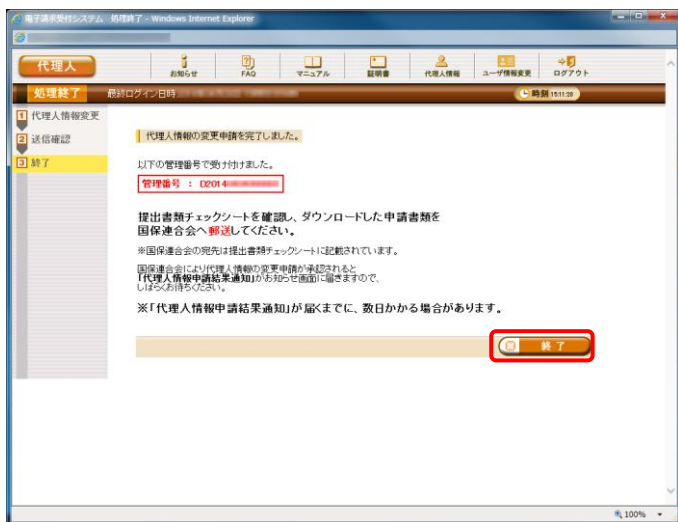 電子請求受付システム 処理終了 - Windows Internet Explorer
代理人
お知らせ FAQ マニュアル 証明書 代理人情報 ユーザ情報変更 ログアウト
処理終了 最終ログイン日時 時刻 15:11:28
1 代理人情報変更
2 送信確認
3 終了
代理人情報の変更申請を完了しました。
以下の管理番号で受け付けました。
管理番号 : D2014
提出書類チェックシートを確認し、ダウンロードした申請書類を
国保連合会へ郵送してください。
※国保連合会の宛先は提出書類チェックシートに記載されています。
国保連合会により代理人情報の変更申請が承認されると
「代理人情報申請結果通知」がお知らせ画面に届きますので、
しばらくお待ちください。
※「代理人情報申請結果通知」が届くまでに、数日かかる場合があります。
終了
100%